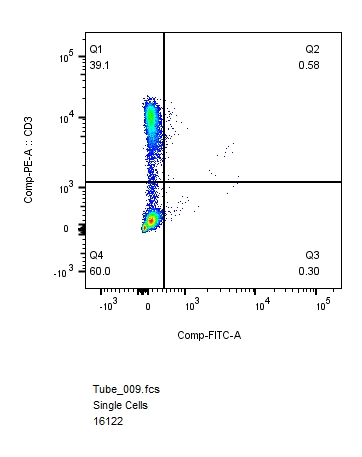 Q1
39.1
Q2
0.58
10^5
10^4
10^3
0
-10^3
Comp-PE-A :: CD3
Q4
60.0
Q3
0.30
-10^3
0
10^3
10^4
10^5
Comp-FITC-A
Tube_009.fcs
Single Cells
16122